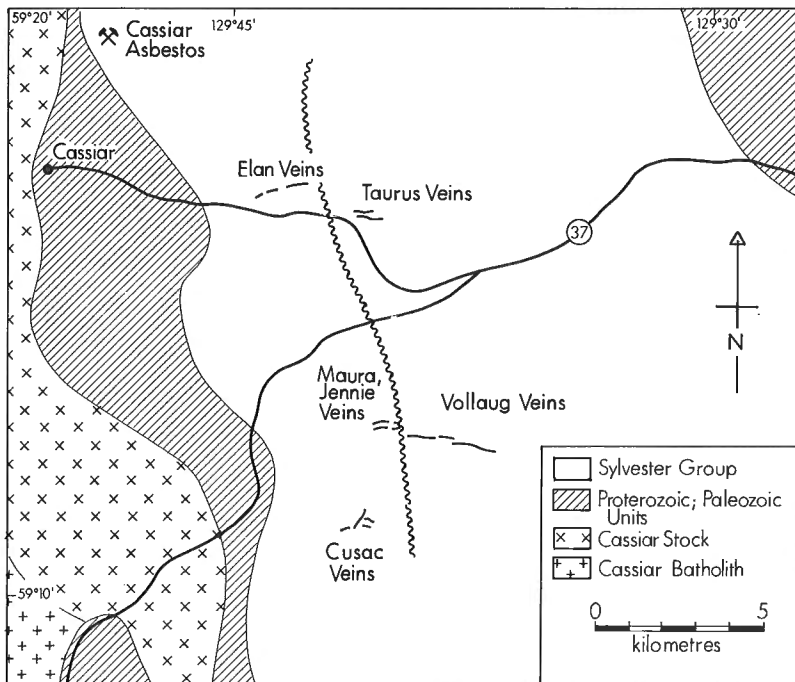 59°20'
129°45'
129°30'
Cassiar
Asbestos
Cassiar
Elan Veins
Taurus Veins
37
N
Maura,
Jennie
Veins
Vollaug Veins
Cusac
Veins
59°10'
Sylvester Group
Proterozoic; Paleozoic
Units
Cassiar Stock
Cassiar Batholith
0 5
kilometres